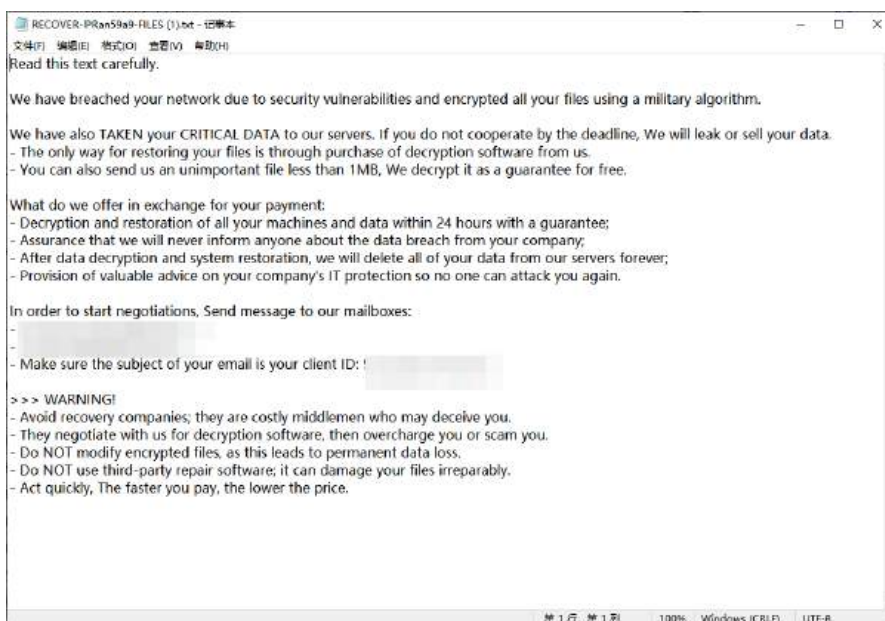 RECOVER-PRan59a9-FILES (1).txt - 记事本
文件(F) 编辑(E) 格式(O) 查看(V) 帮助(H)
Read this text carefully.
We have breached your network due to security vulnerabilities and encrypted all your files using a military algorithm.
We have also TAKEN your CRITICAL DATA to our servers. If you do not cooperate by the deadline, We will leak or sell your data.
- The only way for restoring your files is through purchase of decryption software from us.
- You can also send us an unimportant file less than 1MB, We decrypt it as a guarantee for free.
What do we offer in exchange for your payment:
- Decryption and restoration of all your machines and data within 24 hours with a guarantee;
- Assurance that we will never inform anyone about the data breach from your company;
- After data decryption and system restoration, we will delete all of your data from our servers forever;
- Provision of valuable advice on your company's IT protection so no one can attack you again.
In order to start negotiations, Send message to our mailboxes:
-
-
- Make sure the subject of your email is your client ID:
>>> WARNING!
- Avoid recovery companies; they are costly middlemen who may deceive you.
- They negotiate with us for decryption software, then overcharge you or scam you.
- Do NOT modify encrypted files, as this leads to permanent data loss.
- Do NOT use third-party repair software; it can damage your files irreparably.
- Act quickly, The faster you pay, the lower the price.
第 1 行, 第 1 列 100% Windows (CRLF) UTF-8